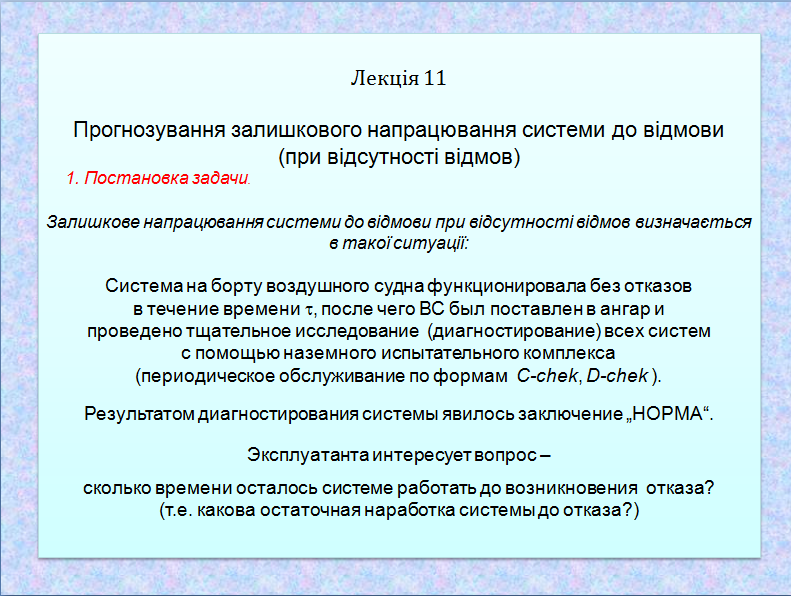 Лекція 11
Прогнозування залишкового напрацювання системи до відмови
(при відсутності відмов)
1. Постановка задачи.
Залишкове напрацювання системи до відмови при відсутності відмов визначається
в такої ситуації:
Система на борту воздушного судна функционировала без отказов
в течение времени τ, после чего ВС был поставлен в ангар и
проведено тщательное исследование (диагностирование) всех систем
с помощью наземного испытательного комплекса
(периодическое обслуживание по формам C-chek, D-chek ).
Результатом диагностирования системы явилось заключение „НОРМА“.
Эксплуатанта интересует вопрос –
сколько времени осталось системе работать до возникновения отказа?
(т.е. какова остаточная наработка системы до отказа?)